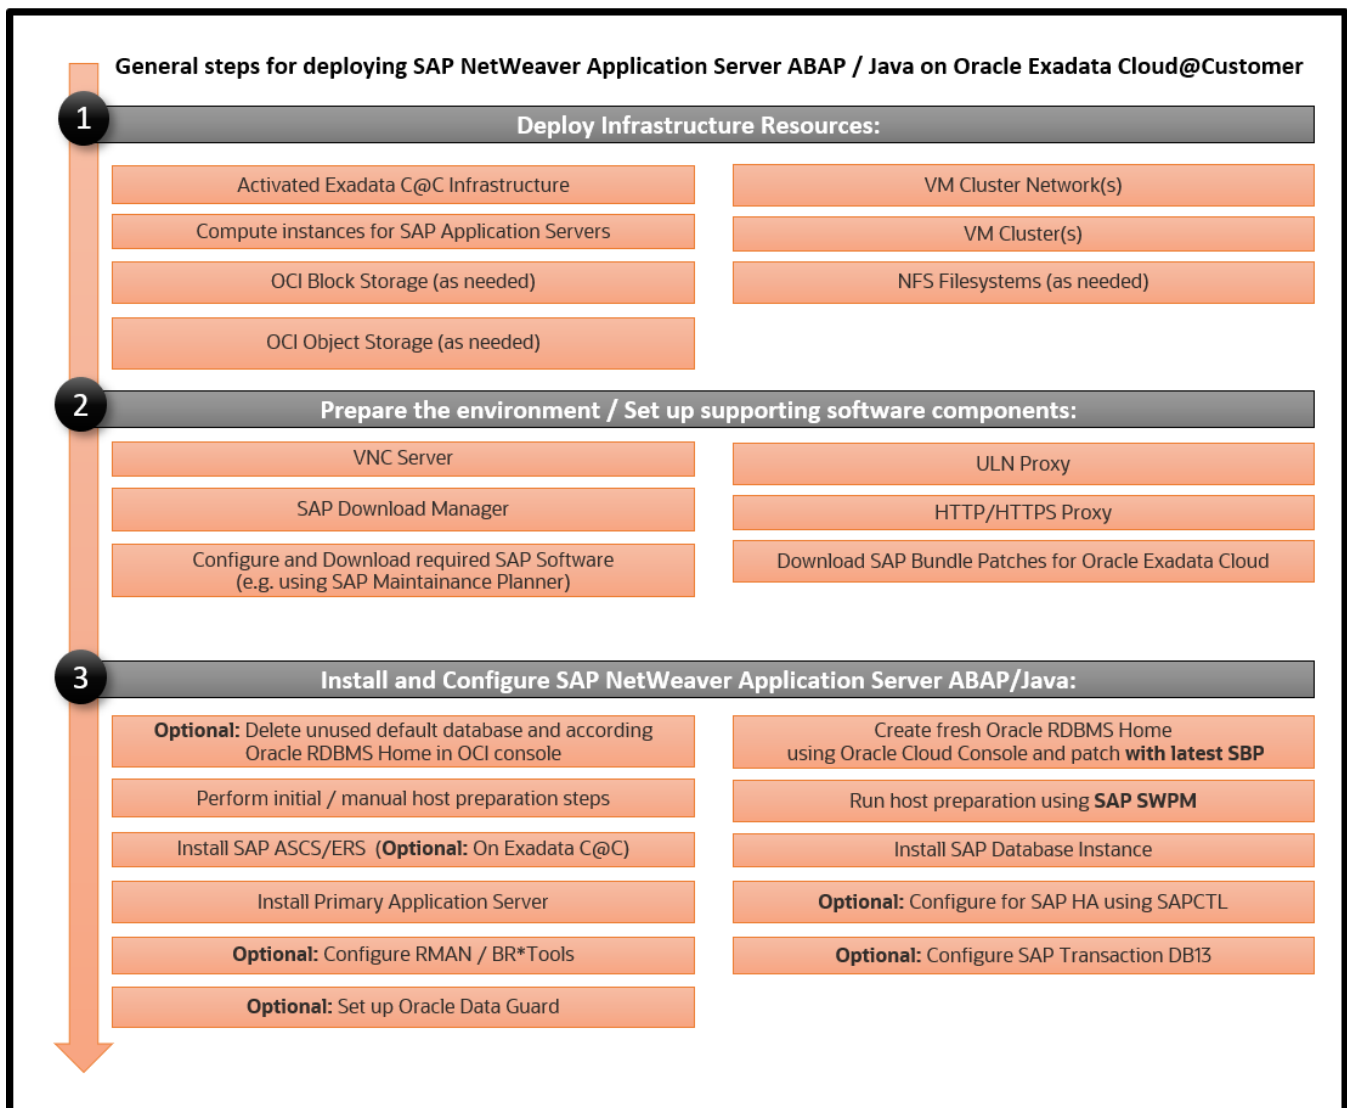 General steps for deploying SAP NetWeaver Application Server ABAP / Java on Oracle Exadata Cloud@Customer
1
Deploy Infrastructure Resources:
Activated Exadata C@C Infrastructure
VM Cluster Network(s)
Compute instances for SAP Application Servers
VM Cluster(s)
OCI Block Storage (as needed)
NFS Filesystems (as needed)
OCI Object Storage (as needed)
2
Prepare the environment / Set up supporting software components:
VNC Server
ULN Proxy
SAP Download Manager
HTTP/HTTPS Proxy
Configure and Download required SAP Software
(e.g. using SAP Maintainance Planner)
Download SAP Bundle Patches for Oracle Exadata Cloud
3
Install and Configure SAP NetWeaver Application Server ABAP/Java:
Optional: Delete unused default database and according
Oracle RDBMS Home in OCI console
Create fresh Oracle RDBMS Home
using Oracle Cloud Console and patch with latest SBP
Perform initial / manual host preparation steps
Run host preparation using SAP SWPM
Install SAP ASCS/ERS (Optional: On Exadata C@C)
Install SAP Database Instance
Install Primary Application Server
Optional: Configure for SAP HA using SAPCTL
Optional: Configure RMAN / BR*Tools
Optional: Configure SAP Transaction DB13
Optional: Set up Oracle Data Guard